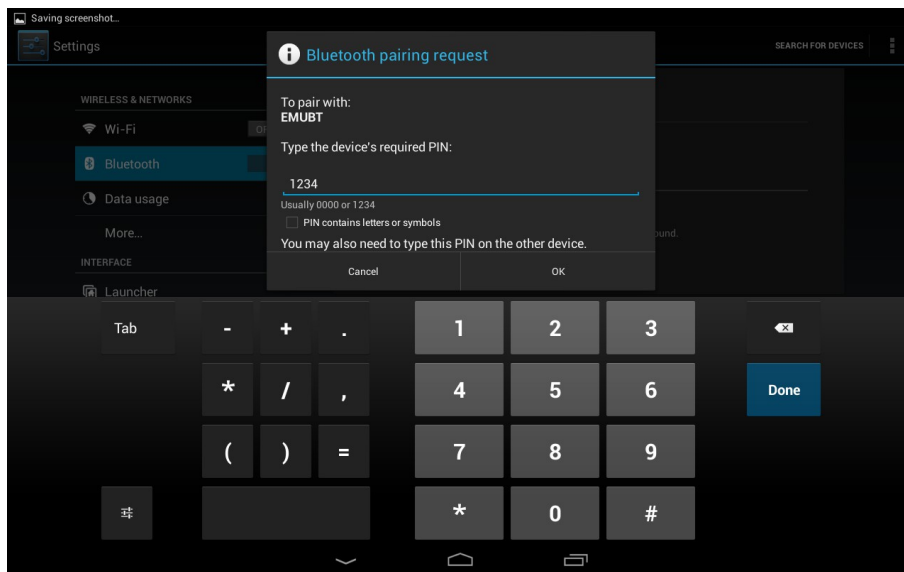 Saving screenshot...
Settings
SEARCH FOR DEVICES
Bluetooth pairing request
WIRELESS & NETWORKS
Wi-Fi
Bluetooth
Data usage
More...
INTERFACE
Launcher
To pair with:
EMUBT
Type the device's required PIN:
1234
Usually 0000 or 1234
PIN contains letters or symbols
You may also need to type this PIN on the other device.
Cancel OK
Tab - + . 1 2 3
* / , 4 5 6 Done
( ) = 7 8 9
* 0 #